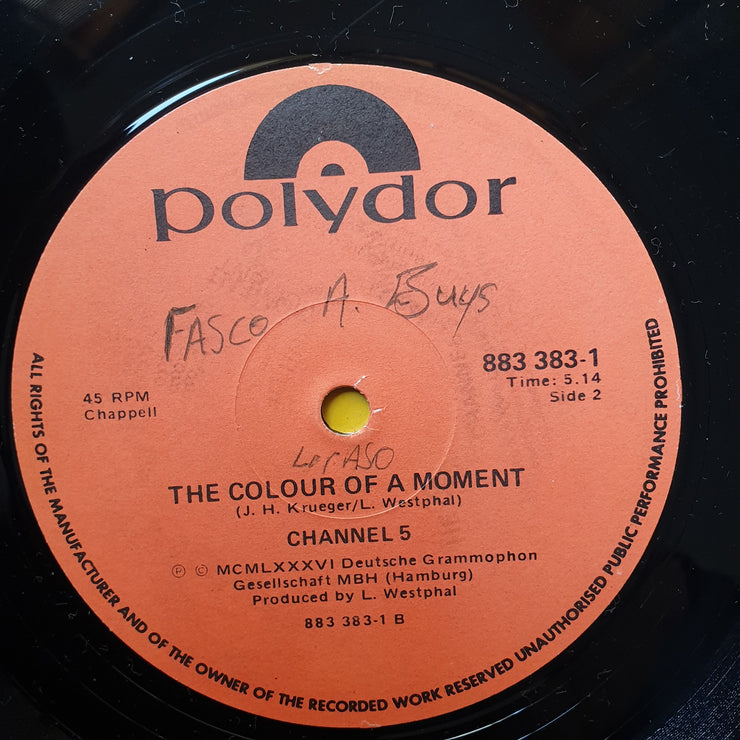 polydor
FASCO A. Buys
883 383-1
45 RPM
Time: 5.14
Chappell
Side 2
THE COLOUR OF A MOMENT
(J. H. Krueger/L. Westphal)
CHANNEL 5
℗ © MCMLXXXVI Deutsche Grammophon
Gesellschaft MBH (Hamburg)
Produced by L. Westphal
883 383-1 B
ALL RIGHTS OF THE MANUFACTURER AND OF THE OWNER OF THE RECORDED WORK RESERVED UNAUTHORISED PUBLIC PERFORMANCE PROHIBITED